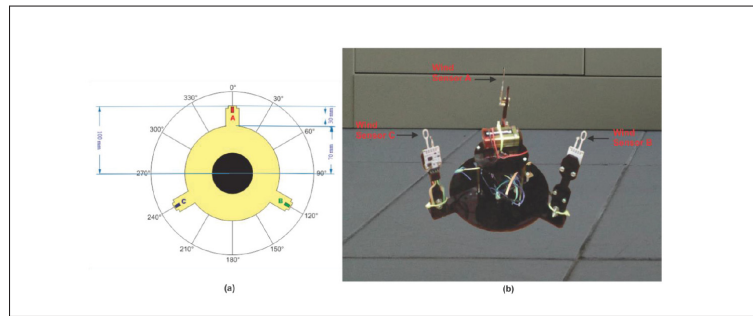 0°
330°
30°
A
30 mm
300°
60°
100 mm
70 mm
270°
90°
C
B
240°
120°
210°
150°
180°
(a)
Wind
Sensor A
Wind
Sensor
Wind
Sensor
(b)